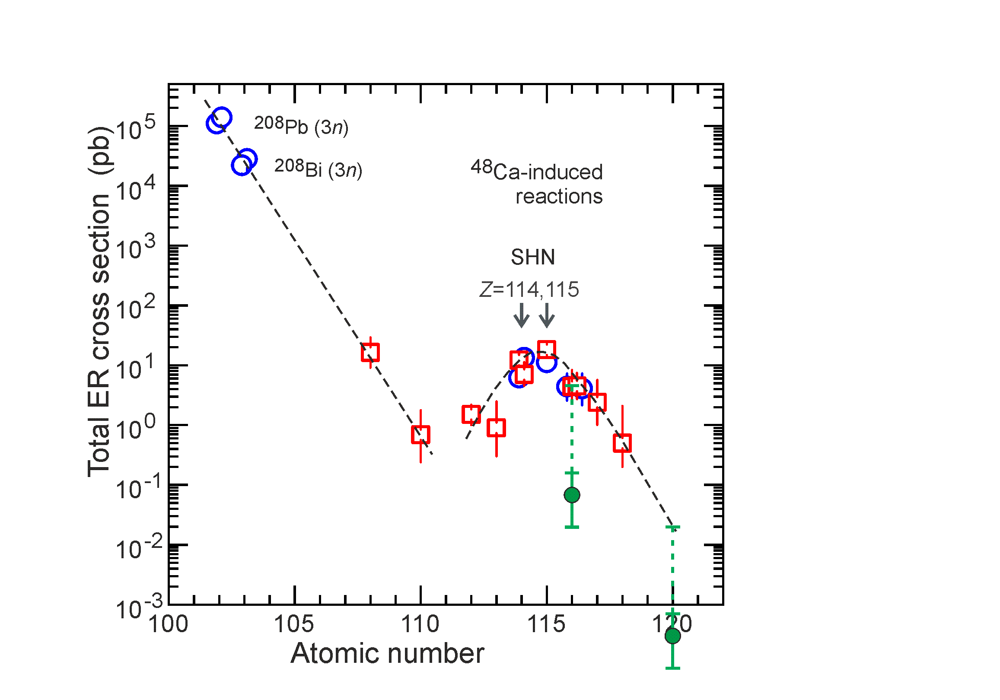 Total ER cross section (pb)
10^5
10^4
10^3
10^2
10^1
10^0
10^-1
10^-2
10^-3
208Pb (3n)
208Bi (3n)
48Ca-induced
reactions
SHN
Z=114,115
100 105 110 115 120
Atomic number